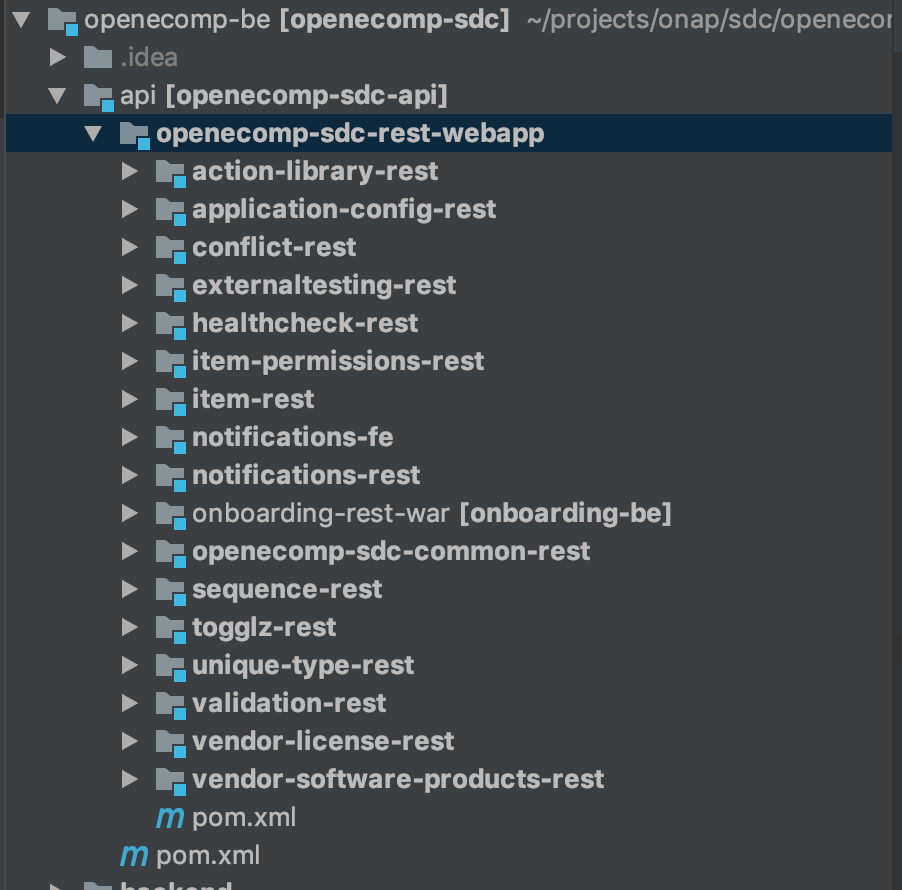 openecomp-be [openecomp-sdc] ~/projects/onap/sdc/openecor
.idea
api [openecomp-sdc-api]
openecomp-sdc-rest-webapp
action-library-rest
application-config-rest
conflict-rest
externaltesting-rest
healthcheck-rest
item-permissions-rest
item-rest
notifications-fe
notifications-rest
onboarding-rest-war [onboarding-be]
openecomp-sdc-common-rest
sequence-rest
togglz-rest
unique-type-rest
validation-rest
vendor-license-rest
vendor-software-products-rest
m pom.xml
m pom.xml
backend